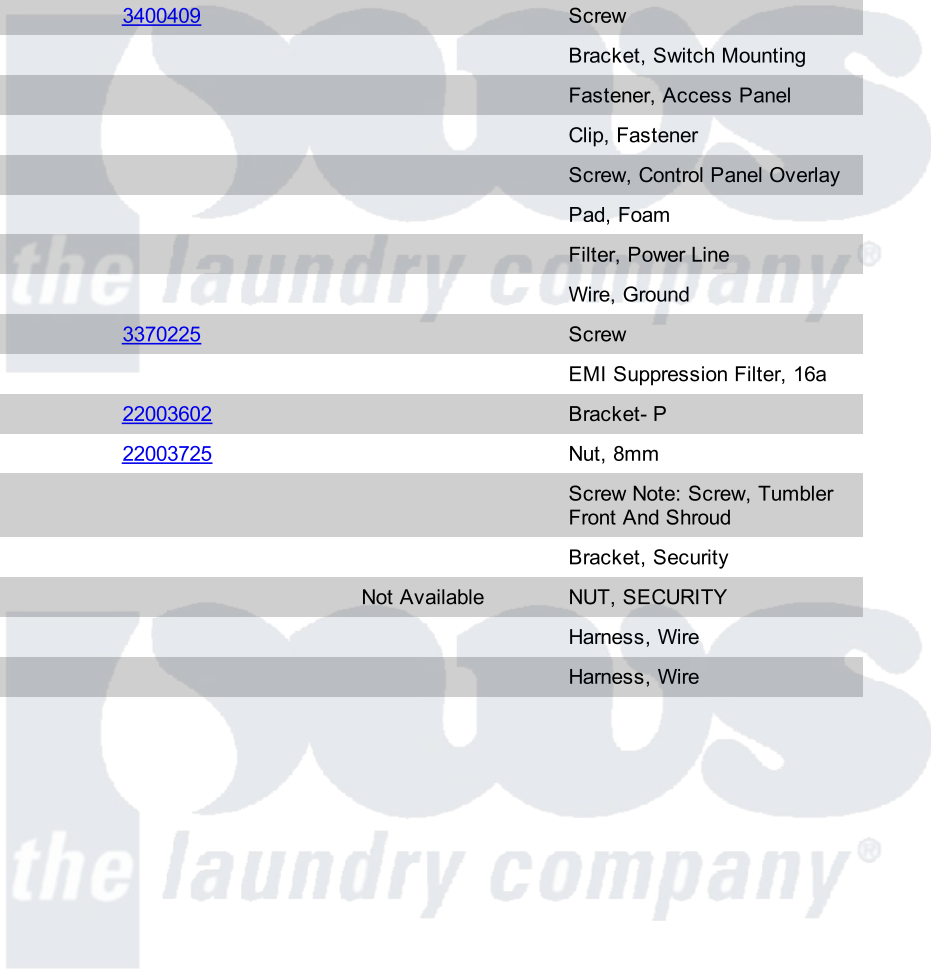 3400409 Screw
Bracket, Switch Mounting
Fastener, Access Panel
Clip, Fastener
Screw, Control Panel Overlay
Pad, Foam
Filter, Power Line
Wire, Ground
3370225 Screw
EMI Suppression Filter, 16a
22003602 Bracket- P
22003725 Nut, 8mm
Screw Note: Screw, Tumbler
Front And Shroud
Bracket, Security
Not Available NUT, SECURITY
Harness, Wire
Harness, Wire
pws
the laundry company®
pws
the laundry company®